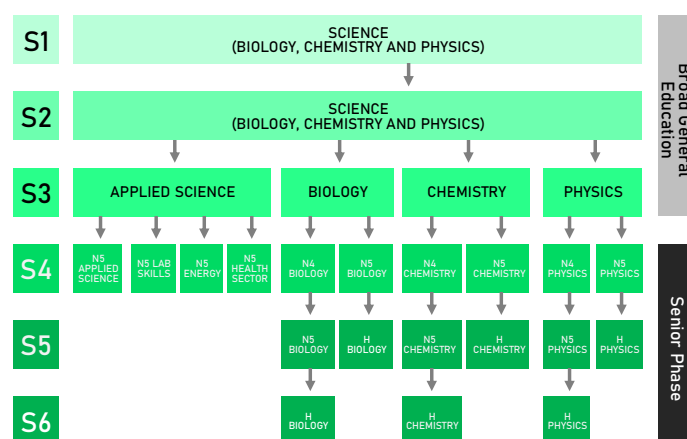 S1
SCIENCE
(BIOLOGY, CHEMISTRY AND PHYSICS)
Broad General
Education
S2
SCIENCE
(BIOLOGY, CHEMISTRY AND PHYSICS)
S3
APPLIED SCIENCE
BIOLOGY
CHEMISTRY
PHYSICS
S4
N5
APPLIED
SCIENCE
N5 LAB
SKILLS
N5
ENERGY
N5
HEALTH
SECTOR
N4
BIOLOGY
N5
BIOLOGY
N4
CHEMISTRY
N5
CHEMISTRY
N4
PHYSICS
N5
PHYSICS
Senior Phase
S5
N5
BIOLOGY
H
BIOLOGY
N5
CHEMISTRY
H
CHEMISTRY
N5
PHYSICS
H
PHYSICS
S6
H
BIOLOGY
H
CHEMISTRY
H
PHYSICS